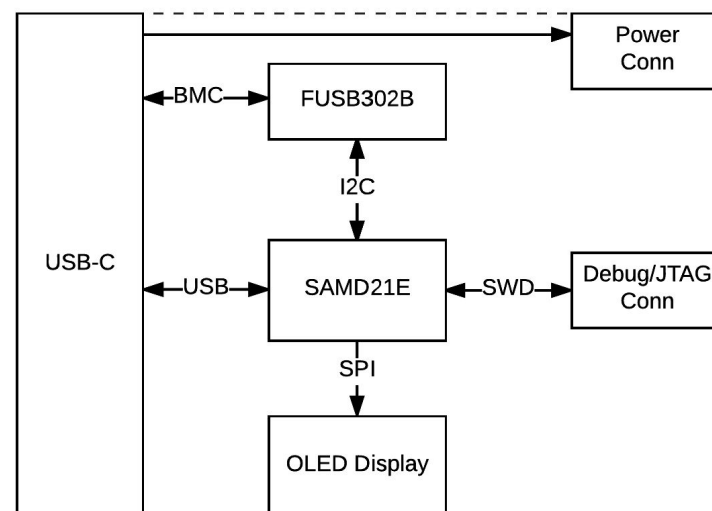 Power
Conn
BMC
FUSB302B
I2C
USB-C
USB
SAMD21E
SWD
Debug/JTAG
Conn
SPI
OLED Display